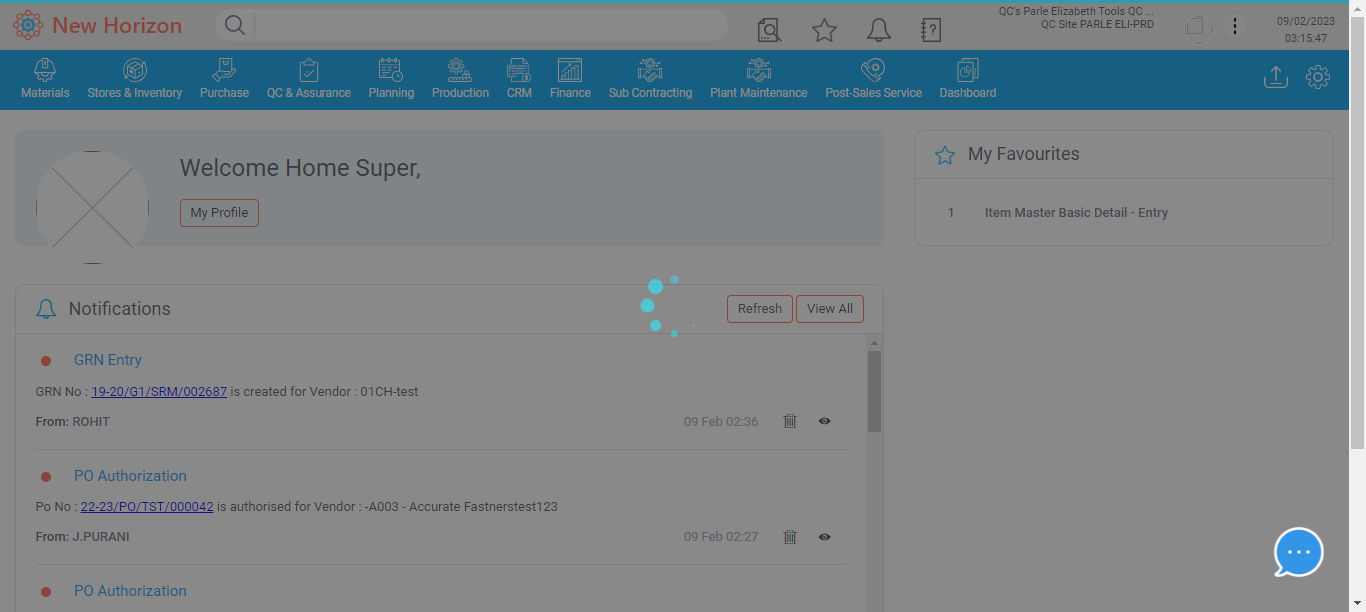 New Horizon
QC's Parle Elizabeth Tools QC ...
QC Site PARLE ELI-PRD
09/02/2023
03:15:47
Materials
Stores & Inventory
Purchase
QC & Assurance
Planning
Production
CRM
Finance
Sub Contracting
Plant Maintenance
Post-Sales Service
Dashboard
Welcome Home Super,
My Profile
My Favourites
1 Item Master Basic Detail - Entry
Notifications
Refresh
View All
GRN Entry
GRN No : 19-20/G1/SRM/002687 is created for Vendor : 01CH-test
From: ROHIT 09 Feb 02:36
PO Authorization
Po No : 22-23/PO/TST/000042 is authorised for Vendor : -A003 - Accurate Fastnerstest123
From: J.PURANI 09 Feb 02:27
PO Authorization